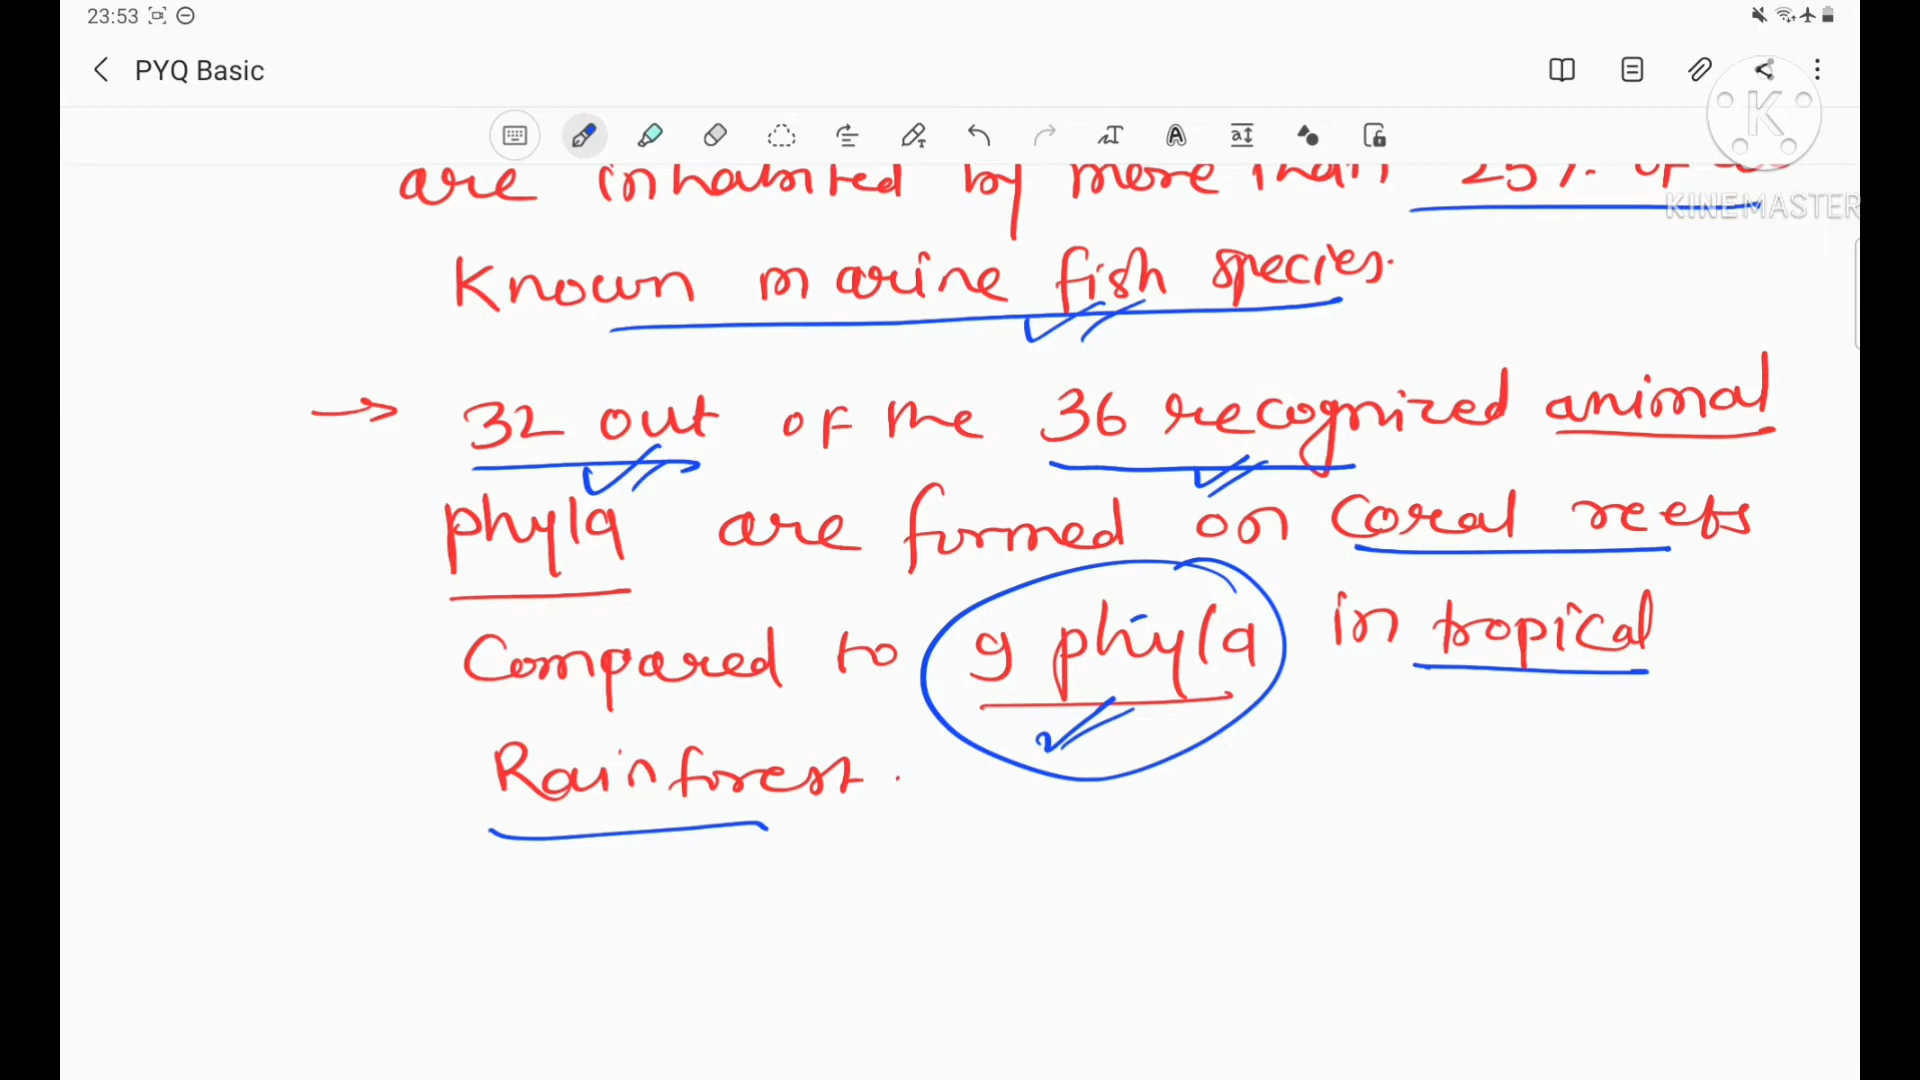 23:53
PYQ Basic
K
KINEMASTER
are inhabited by more than 25% of
Known marine fish species.
→ 32 out of the 36 recognized animal
phyla are formed on Coral reefs
Compared to 9 phyla in tropical
Rainforest.